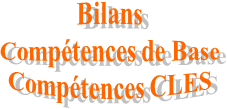 Bilans
Compétences de Base
Compétences CLES